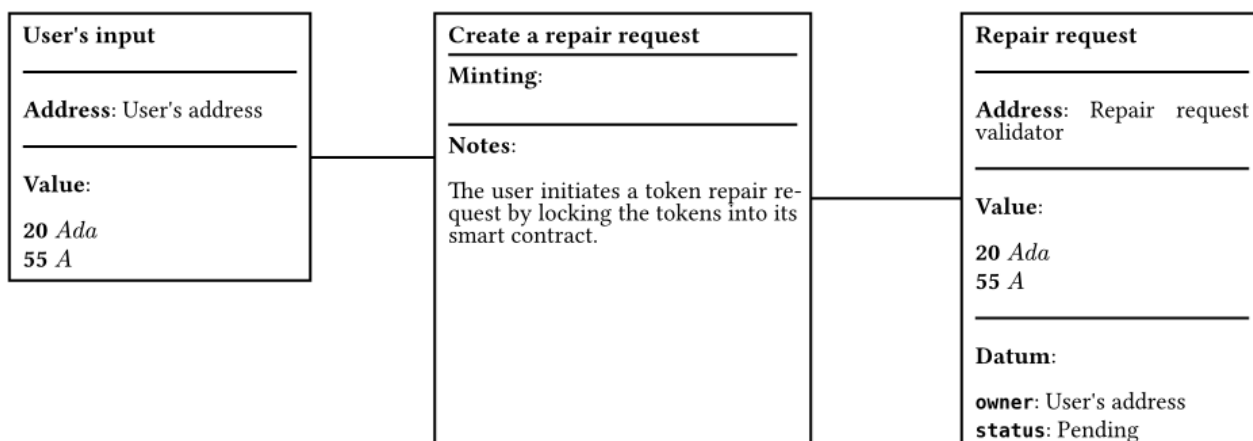 User's input
Address: User's address
Value:
20 Ada
55 A
Create a repair request
Minting:
Notes:
The user initiates a token repair re-
quest by locking the tokens into its
smart contract.
Repair request
Address: Repair request
validator
Value:
20 Ada
55 A
Datum:
owner: User's address
status: Pending